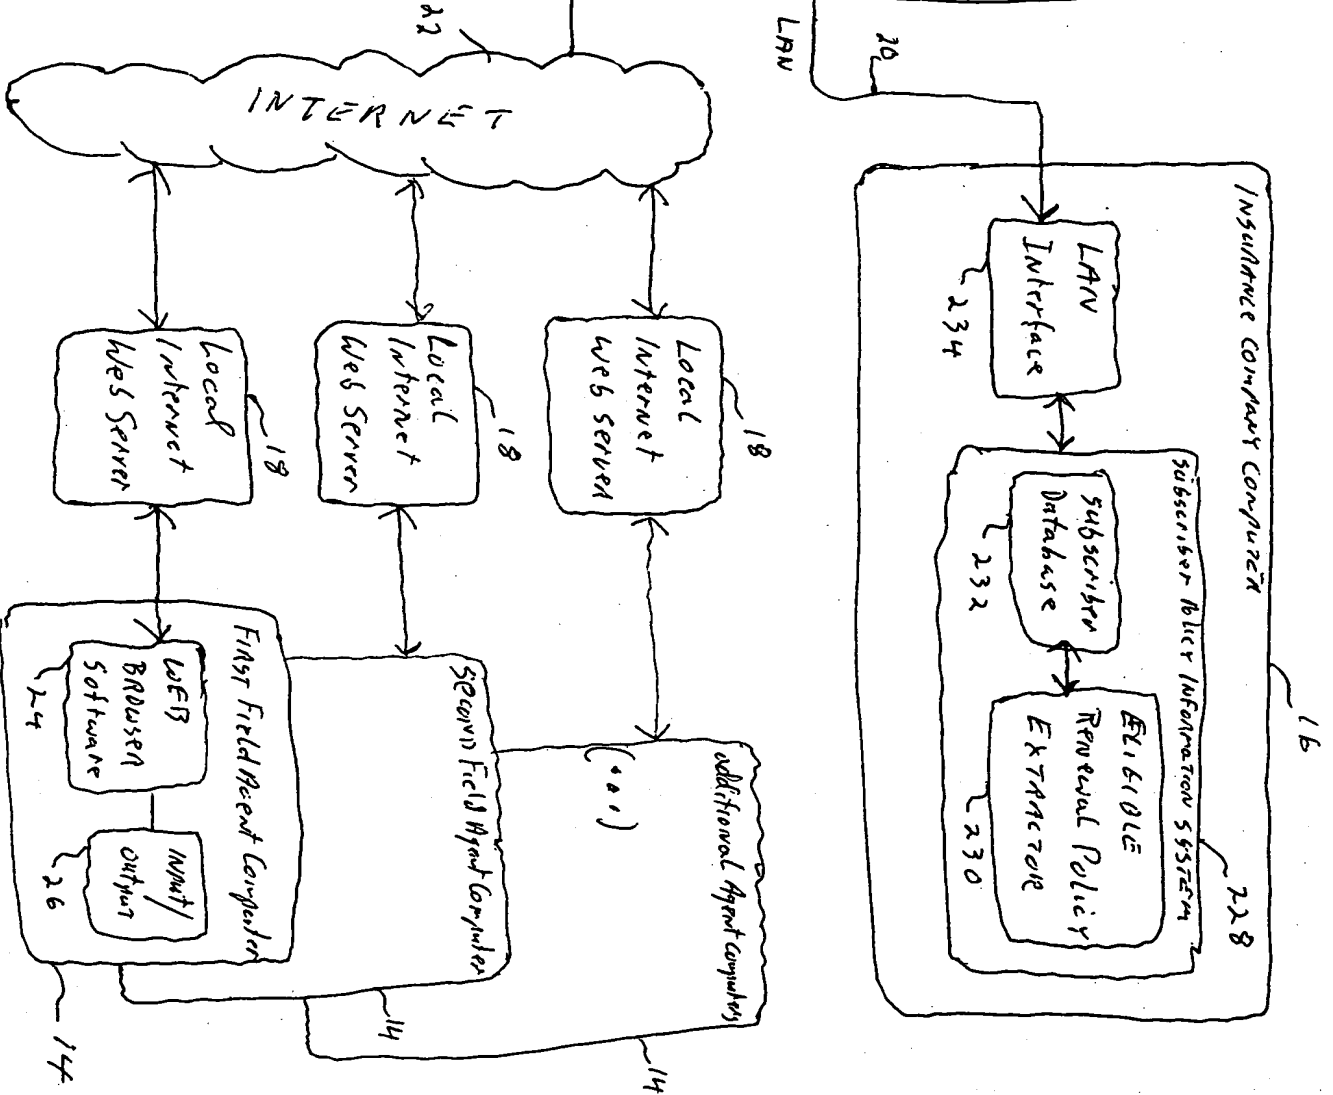 INSURANCE COMPANY COMPUTER
16
LAN
20
LAN
Interface
234
Subscriber Policy INFORMATION SYSTEM
228
Subscriber
Database
232
ELIGIBLE
Renewal Policy
EXTRACTOR
230
22
INTERNET
Local
Internet
Web Server
18
Local
Internet
Web Server
18
Local
Internet
Web Server
18
additional Agent Computers
(...)
14
Second Field Agent Computer
14
First Field Agent Computer
WEB
BROWSER
Software
24
INPUT/
OUTPUT
26
14